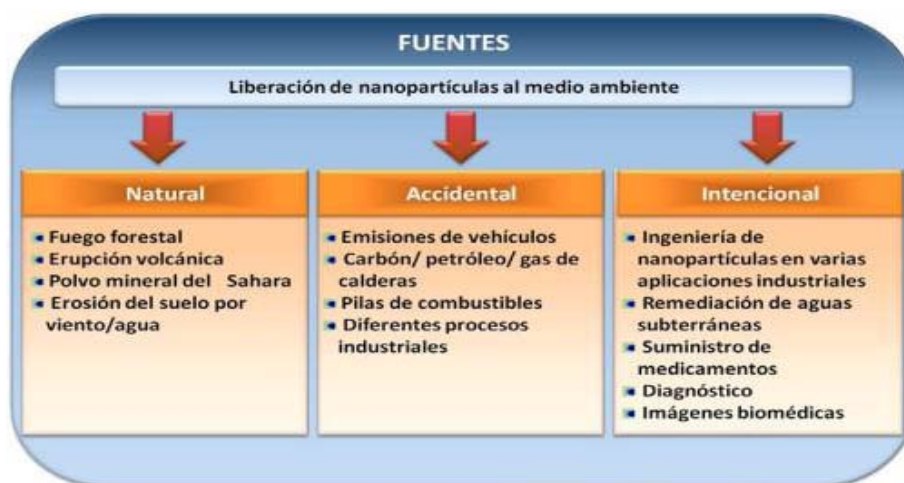 FUENTES
Liberación de nanopartículas al medio ambiente
Natural
Fuego forestal
Erupción volcánica
Polvo mineral del Sahara
Erosión del suelo por
viento/agua
Accidental
Emisiones de vehículos
Carbón/ petróleo/ gas de
calderas
Pilas de combustibles
Diferentes procesos
industriales
Intencional
Ingeniería de
nanopartículas en varias
aplicaciones industriales
Remediación de aguas
subterráneas
Suministro de
medicamentos
Diagnóstico
Imágenes biomédicas